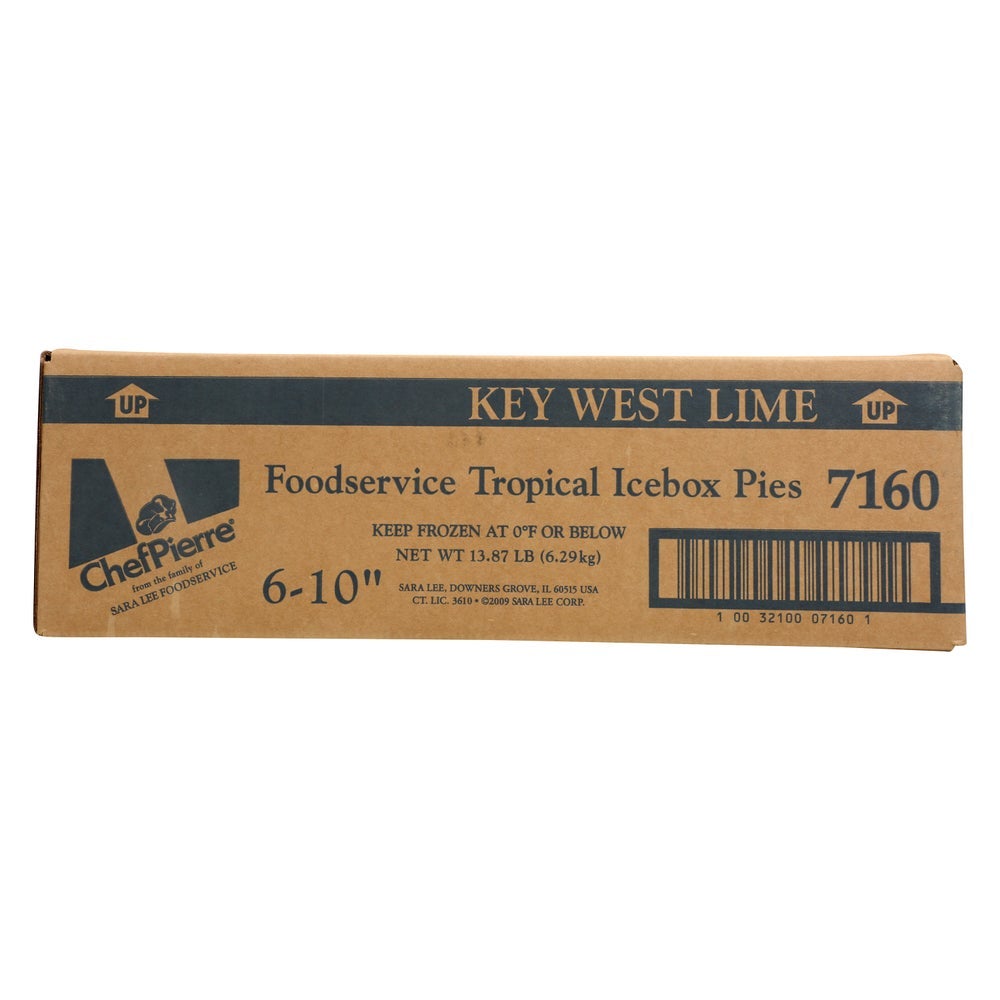 UP
KEY WEST LIME
UP
ChefPierre®
from the family of
SARA LEE FOODSERVICE
Foodservice Tropical Icebox Pies
7160
KEEP FROZEN AT 0°F OR BELOW
NET WT 13.87 LB (6.29kg)
6-10"
SARA LEE, DOWNERS GROVE, IL 60515 USA
CT. LIC. 3610 • ©2009 SARA LEE CORP.
1 00 32100 07160 1